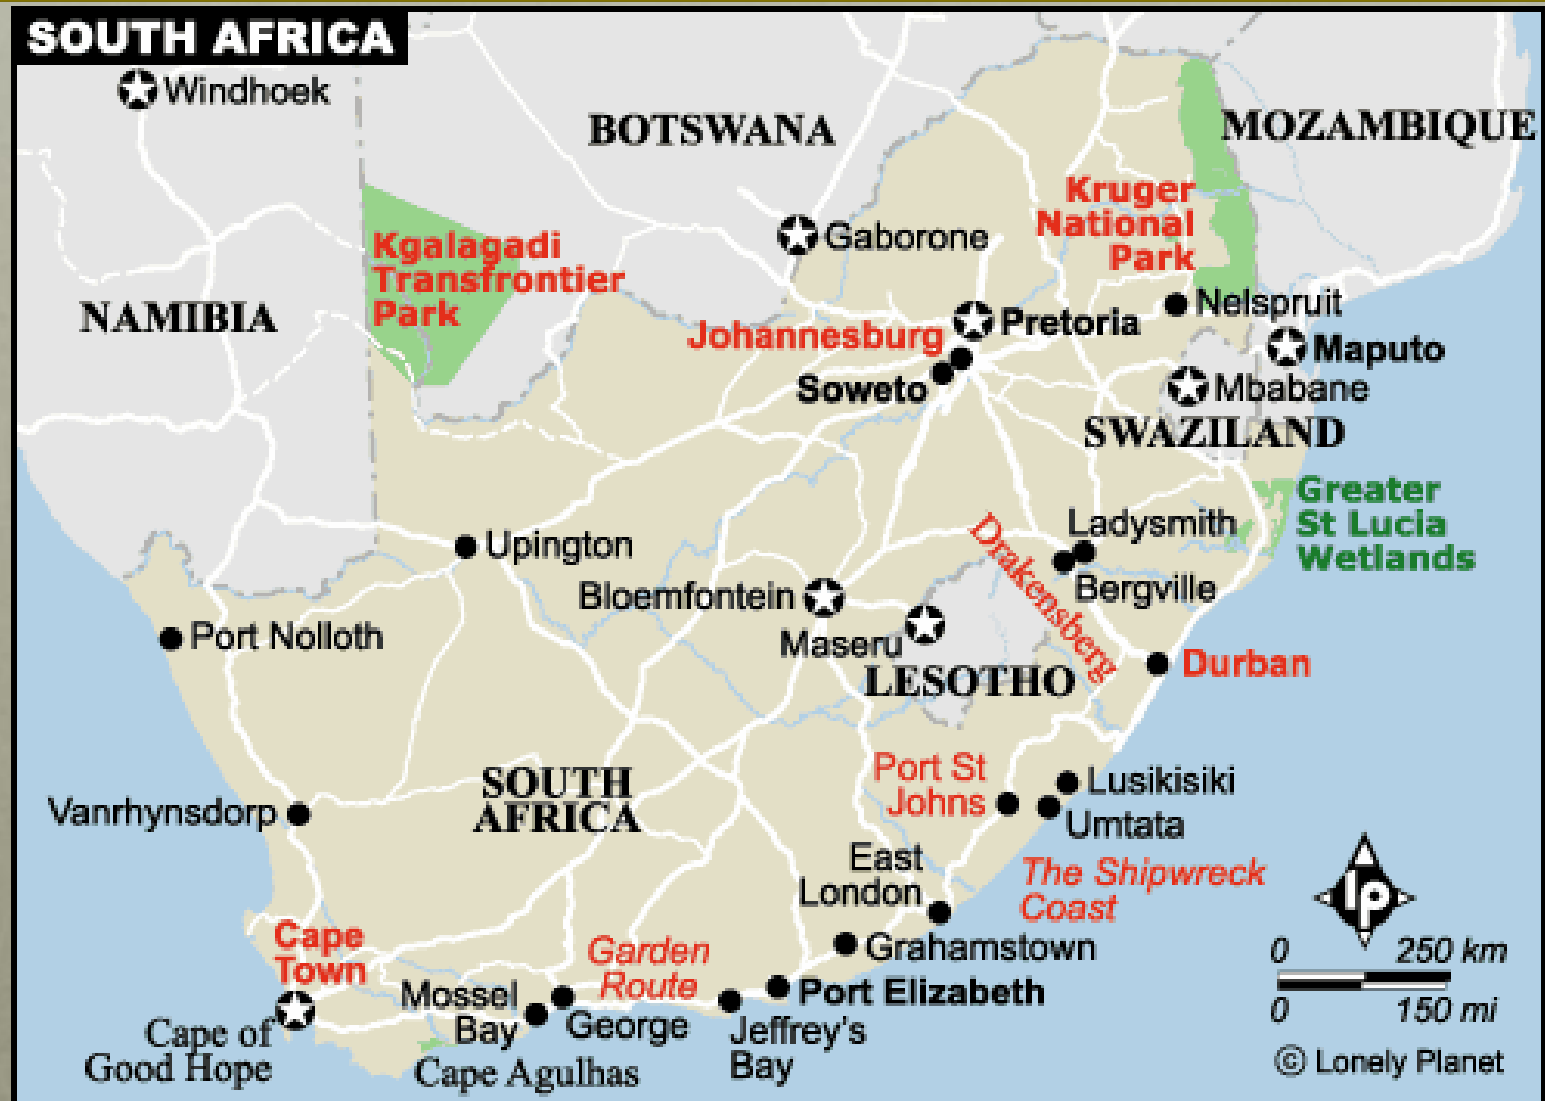 SOUTH AFRICA
Windhoek
BOTSWANA
MOZAMBIQUE
Kruger
National
Park
Gaborone
Kgalagadi
Transfrontier
Park
NAMIBIA
Nelspruit
Pretoria
Johannesburg
Maputo
Soweto
Mbabane
SWAZILAND
Greater
St Lucia
Wetlands
Ladysmith
Drakensberg
Upington
Bergville
Bloemfontein
Port Nolloth
Maseru
LESOTHO
Durban
SOUTH
AFRICA
Port St
Johns
Lusikisiki
Umtata
Vanrhynsdorp
East
London
The Shipwreck
Coast
Cape
Town
Garden
Route
Grahamstown
Mossel
Bay
George
Port Elizabeth
Jeffrey's
Bay
Cape of
Good Hope
Cape Agulhas
lp
0 250 km
0 150 mi
© Lonely Planet